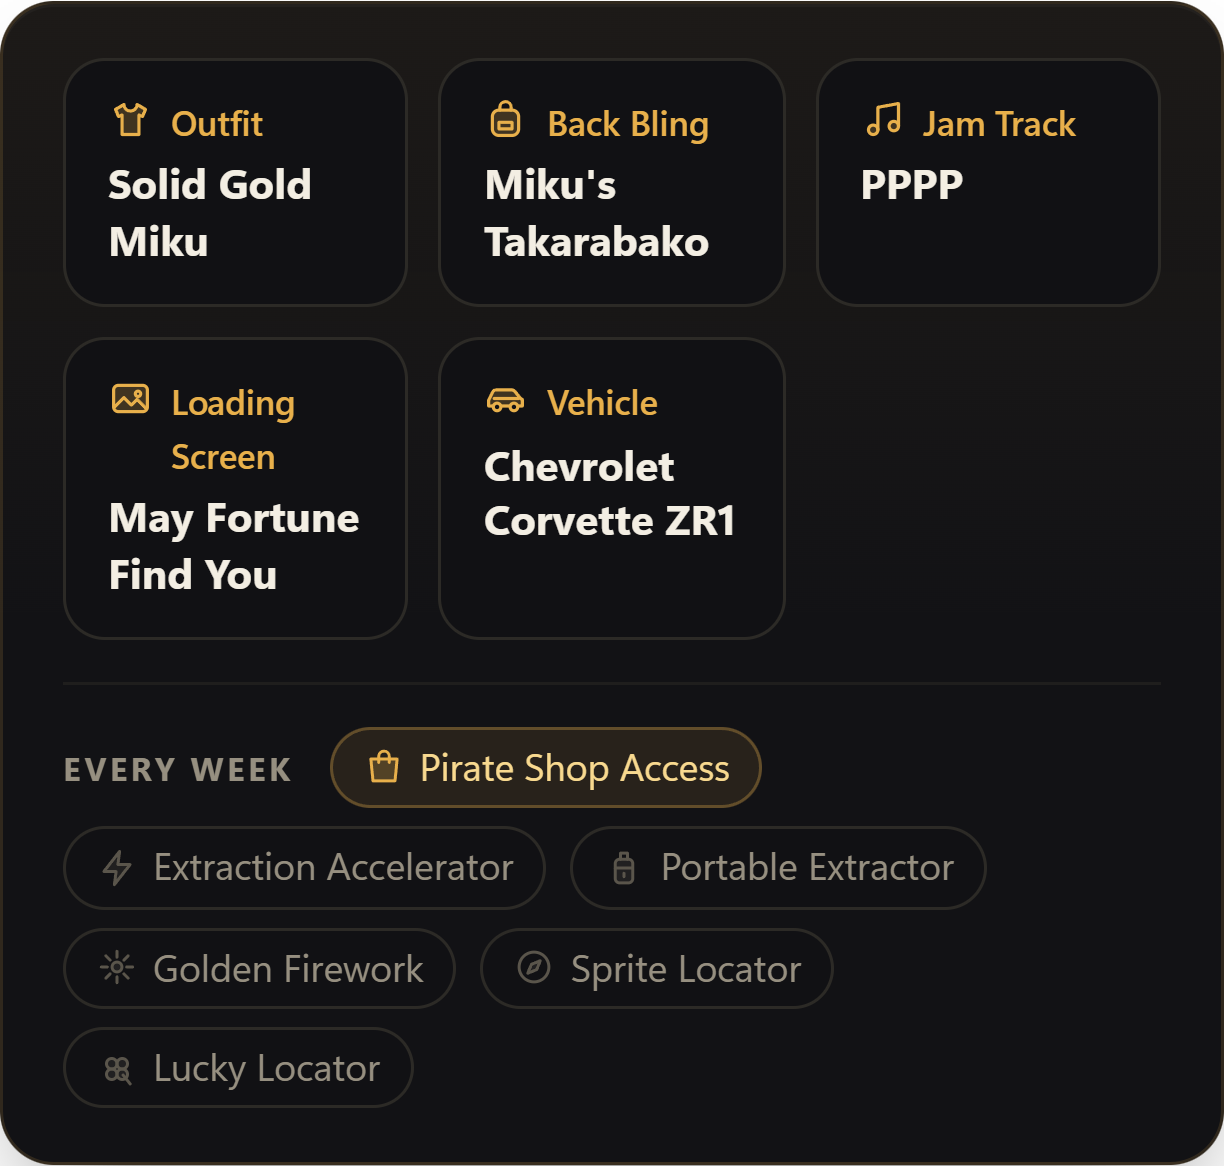 Outfit
Solid Gold
Miku
Back Bling
Miku's
Takarabako
Jam Track
PPPP
Loading
Screen
May Fortune
Find You
Vehicle
Chevrolet
Corvette ZR1
EVERY WEEK
Pirate Shop Access
Extraction Accelerator
Portable Extractor
Golden Firework
Sprite Locator
Lucky Locator